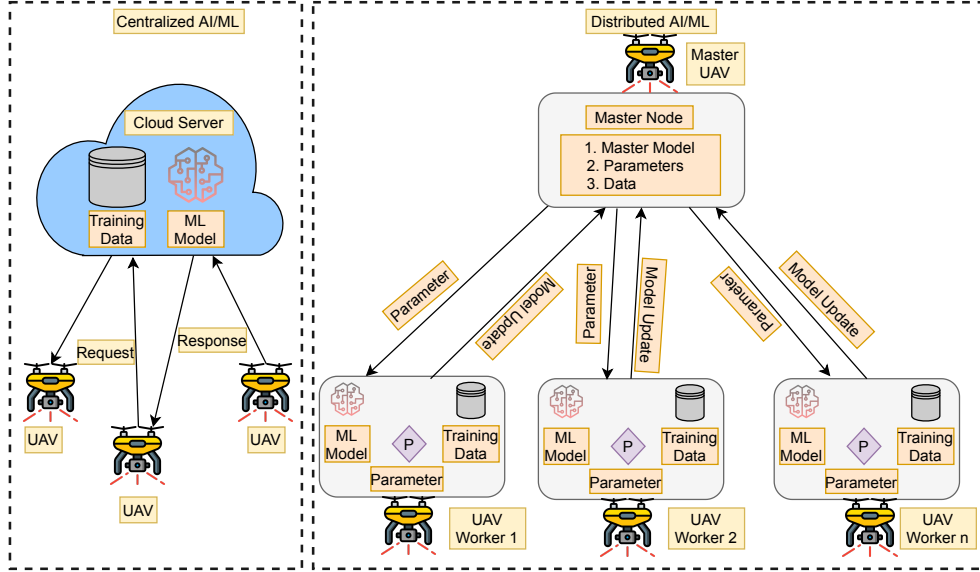 Centralized AI/ML
Cloud Server
Training
Data
ML
Model
Request
Response
UAV
UAV
UAV
Distributed AI/ML
Master
UAV
Master Node
1. Master Model
2. Parameters
3. Data
Parameter
Model Update
Parameter
Model Update
Parameter
Model Update
ML
Model
P
Training
Data
Parameter
UAV
Worker 1
ML
Model
P
Training
Data
Parameter
UAV
Worker 2
ML
Model
P
Training
Data
Parameter
UAV
Worker n